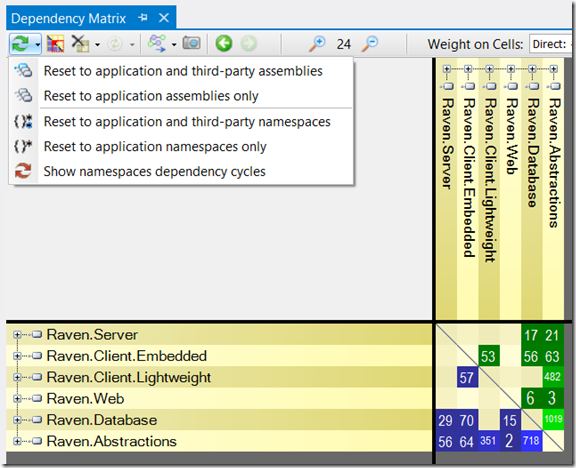 Dependency Matrix
24
Weight on Cells: Direct:
Reset to application and third-party assemblies
Reset to application assemblies only
Reset to application and third-party namespaces
Reset to application namespaces only
Show namespaces dependency cycles
Raven.Server
Raven.Client.Embedded
Raven.Client.Lightweight
Raven.Web
Raven.Database
Raven.Abstractions
Raven.Server 17 21
Raven.Client.Embedded 53 56 63
Raven.Client.Lightweight 57 482
Raven.Web 6 3
Raven.Database 29 70 15 1019
Raven.Abstractions 56 64 351 2 718